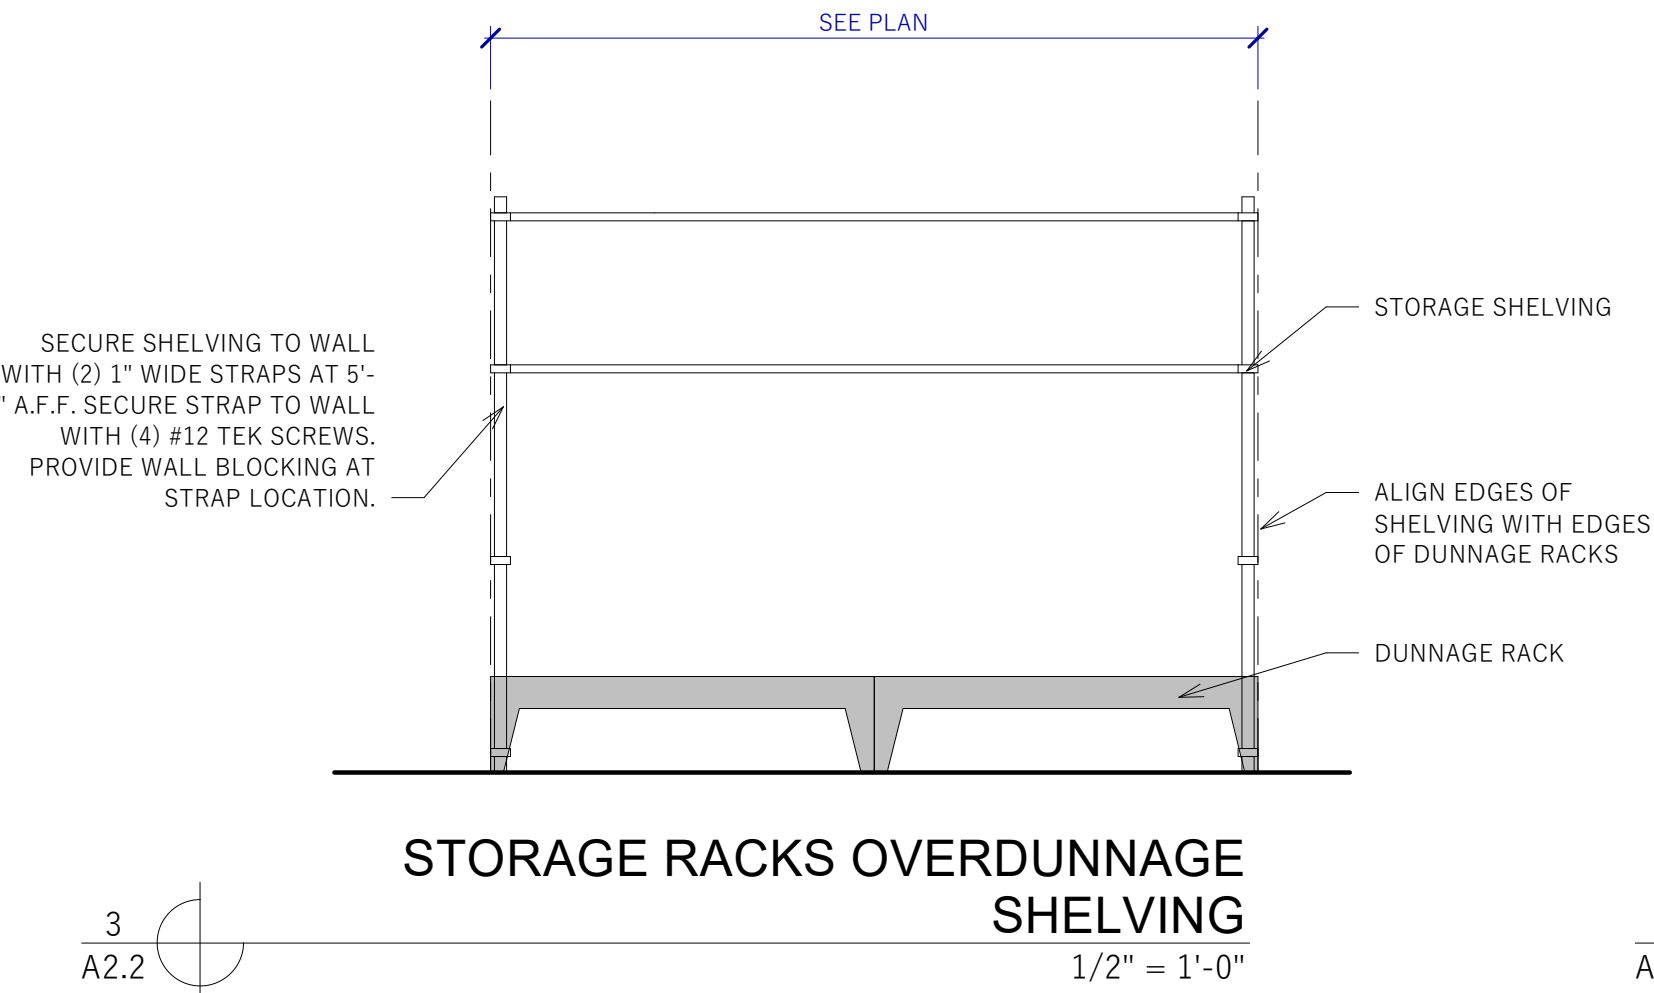 SEE PLAN
SECURE SHELVING TO WALL
WITH (2) 1" WIDE STRAPS AT 5'-
" A.F.F. SECURE STRAP TO WALL
WITH (4) #12 TEK SCREWS.
PROVIDE WALL BLOCKING AT
STRAP LOCATION.
STORAGE SHELVING
ALIGN EDGES OF
SHELVING WITH EDGES
OF DUNNAGE RACKS
DUNNAGE RACK
STORAGE RACKS OVERDUNNAGE
SHELVING
1/2" = 1'-0"
3
A2.2
A